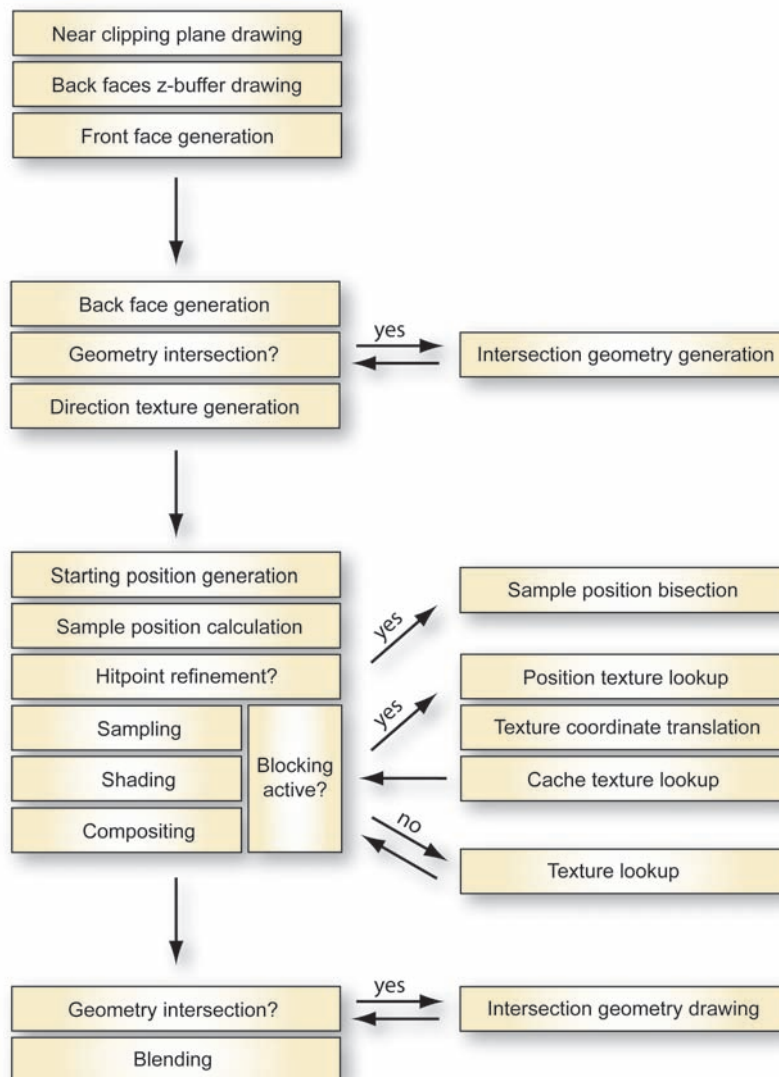 Near clipping plane drawing
Back faces z-buffer drawing
Front face generation
Back face generation
Geometry intersection?
yes
Intersection geometry generation
Direction texture generation
Starting position generation
Sample position calculation
Hitpoint refinement?
yes
Sample position bisection
Sampling
Shading
Compositing
Blocking
active?
yes
Position texture lookup
Texture coordinate translation
Cache texture lookup
no
Texture lookup
Geometry intersection?
yes
Intersection geometry drawing
Blending